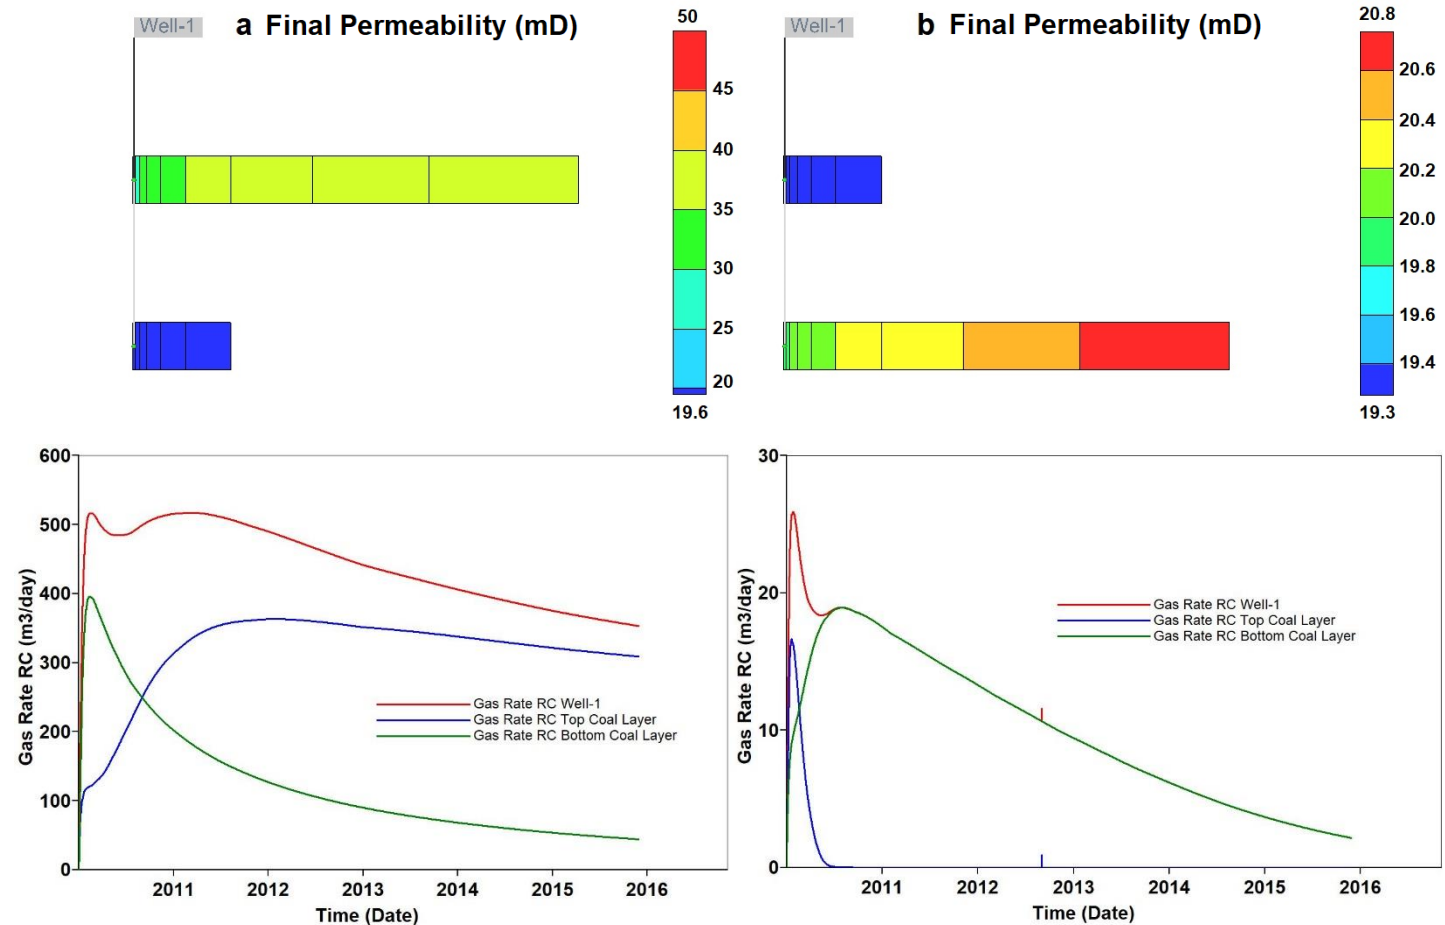 Well-1
a Final Permeability (mD)
50
45
40
35
30
25
20
19.6
Well-1
b Final Permeability (mD)
20.8
20.6
20.4
20.2
20.0
19.8
19.6
19.4
19.3
Gas Rate RC (m3/day)
600
500
400
300
200
100
0
Gas Rate RC Well-1
Gas Rate RC Top Coal Layer
Gas Rate RC Bottom Coal Layer
2011 2012 2013 2014 2015 2016
Time (Date)
Gas Rate RC (m3/day)
30
20
10
0
Gas Rate RC Well-1
Gas Rate RC Top Coal Layer
Gas Rate RC Bottom Coal Layer
2011 2012 2013 2014 2015 2016
Time (Date)